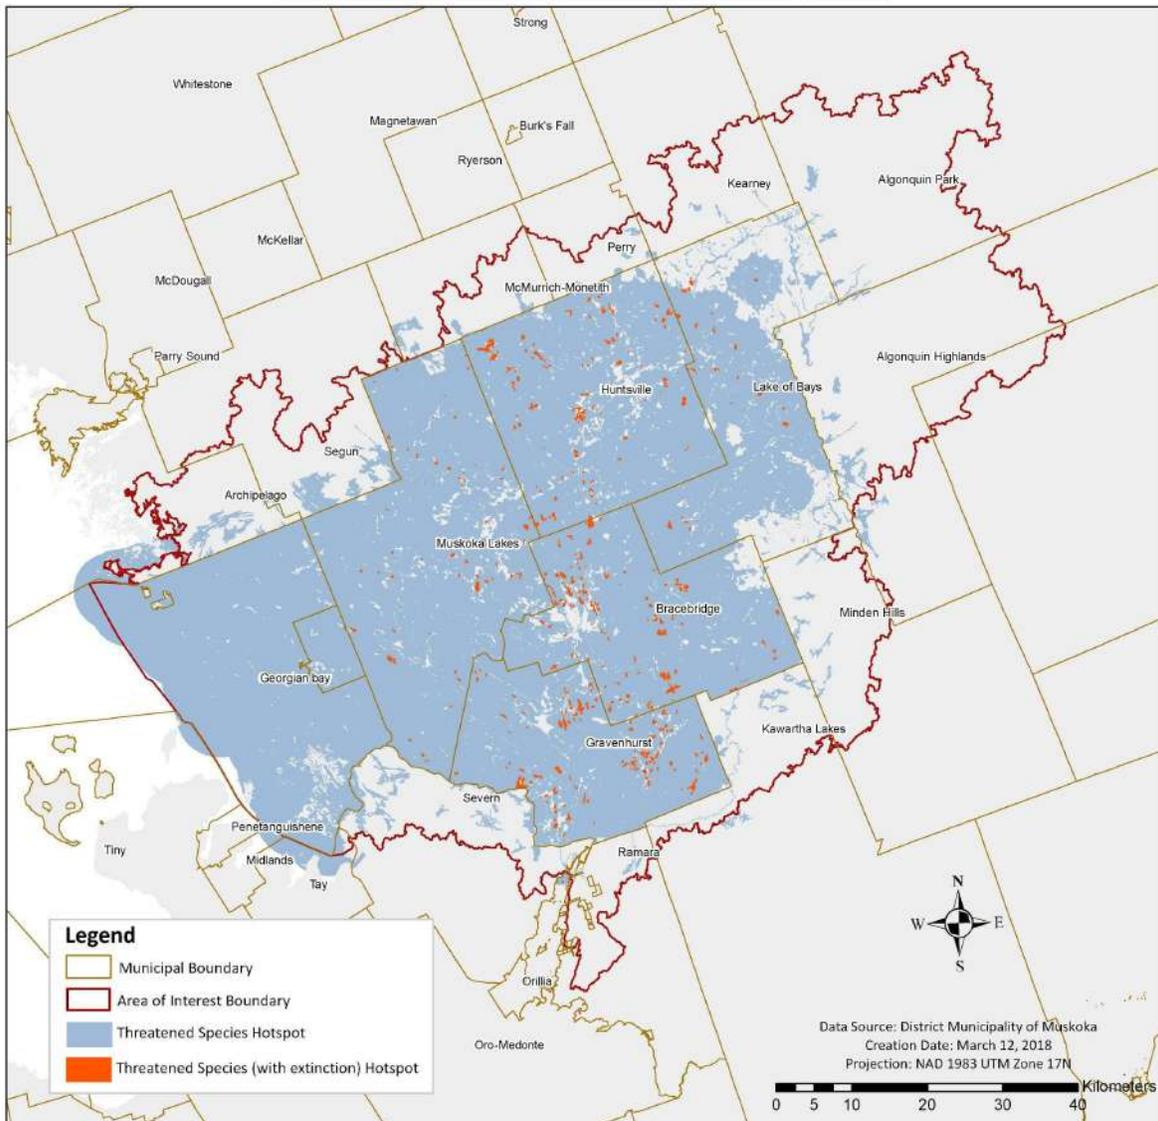 Strong
Whitestone
Magnetawan
Burk's Fall
Ryerson
Kearney
Algonquin Park
McKellar
Perry
McDougall
McMurrich-Monetith
Parry Sound
Algonquin Highlands
Huntsville
Lake of Bays
Segun
Archipelago
Muskoka Lakes
Bracebridge
Minden Hills
Georgian bay
Kawartha Lakes
Gravenhurst
Severn
Penetanguishene
Tiny
Midlands
Ramara
Tay
N
W
E
S
Legend
Municipal Boundary
Area of Interest Boundary
Threatened Species Hotspot
Threatened Species (with extinction) Hotspot
Orillia
Oro-Medonte
Data Source: District Municipality of Muskoka
Creation Date: March 12, 2018
Projection: NAD 1983 UTM Zone 17N
Kilometers
0 5 10 20 30 40